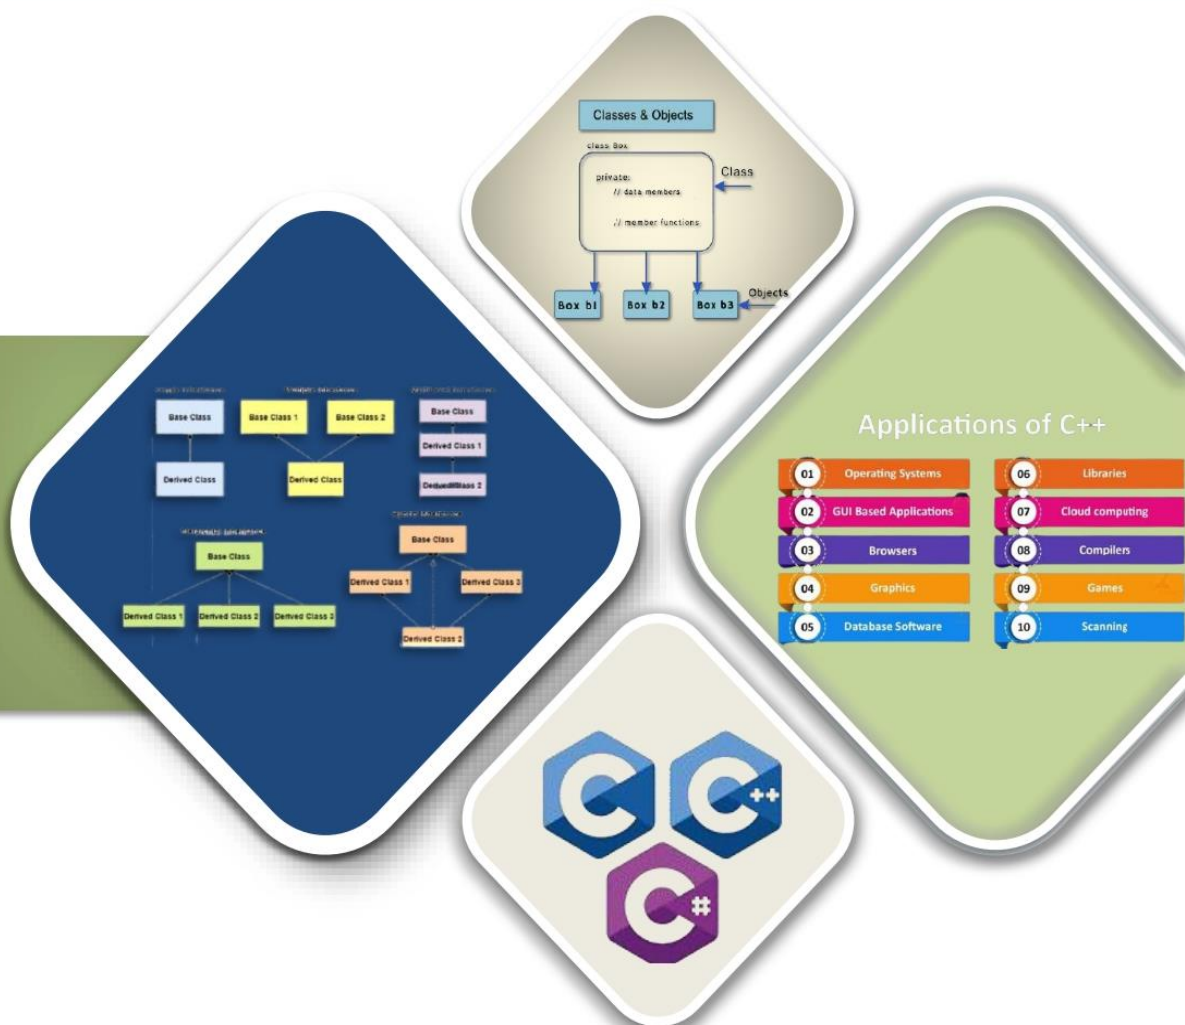 Classes & Objects
class Box
Class
private:
// data members
// member functions
Box b1
Box b2
Box b3
Objects
Base Class
Derived Class
Base Class 1
Base Class 2
Derived Class
Base Class
Derived Class 1
Base Class
Derived Class 1
Derived Class 2
Derived Class 3
Base Class
Derived Class 1
Derived Class 3
Derived Class 2
Applications of C++
01 Operating Systems
02 GUI Based Applications
03 Browsers
04 Graphics
05 Database Software
06 Libraries
07 Cloud computing
08 Compilers
09 Games
10 Scanning
C
C++
C#